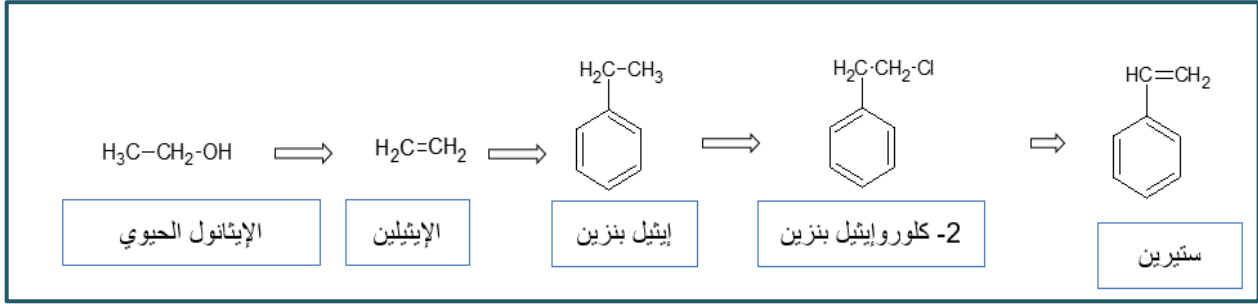 H₃C–CH₂-OH
H₂C=CH₂
H₂C–CH₃
H₂C-CH₂-Cl
HC=CH₂
الإيثانول الحيوي
الإيثيلين
إيثيل بنزين
2- كلوروإيثيل بنزين
ستيرين